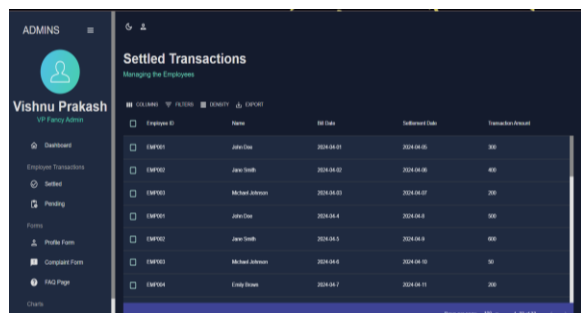 ADMINS
Vishnu Prakash
VP Fancy Admin
Dashboard
Employee Transactions
Settled
Pending
Forms
Profile Form
Complaint Form
FAQ Page
Charts
Settled Transactions
Managing the Employees
COLUMNS FILTERS DENSITY EXPORT
Employee ID Name Bill Date Settlement Date Transaction Amount
EMP001 John Doe 2024-04-01 2024-04-05 300
EMP002 Jane Smith 2024-04-02 2024-04-06 400
EMP003 Michael Johnson 2024-04-03 2024-04-07 200
EMP001 John Doe 2024-04-4 2024-04-8 500
EMP002 Jane Smith 2024-04-5 2024-04-9 600
EMP003 Michael Johnson 2024-04-6 2024-04-10 50
EMP004 Emily Brown 2024-04-7 2024-04-11 200